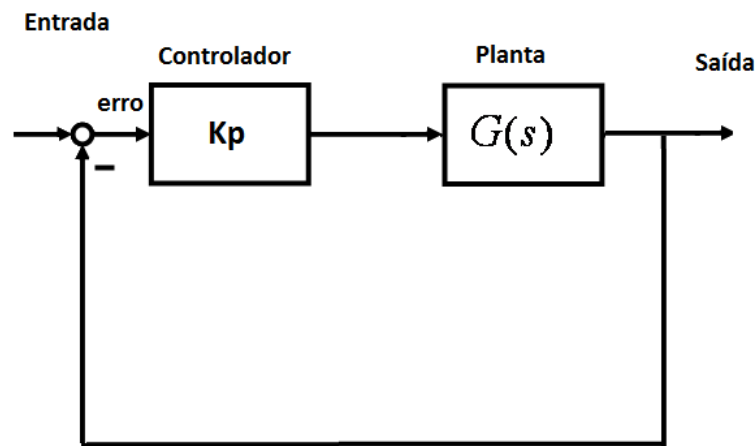 Entrada
Controlador
Planta
Saída
erro
Kp
G(s)
–